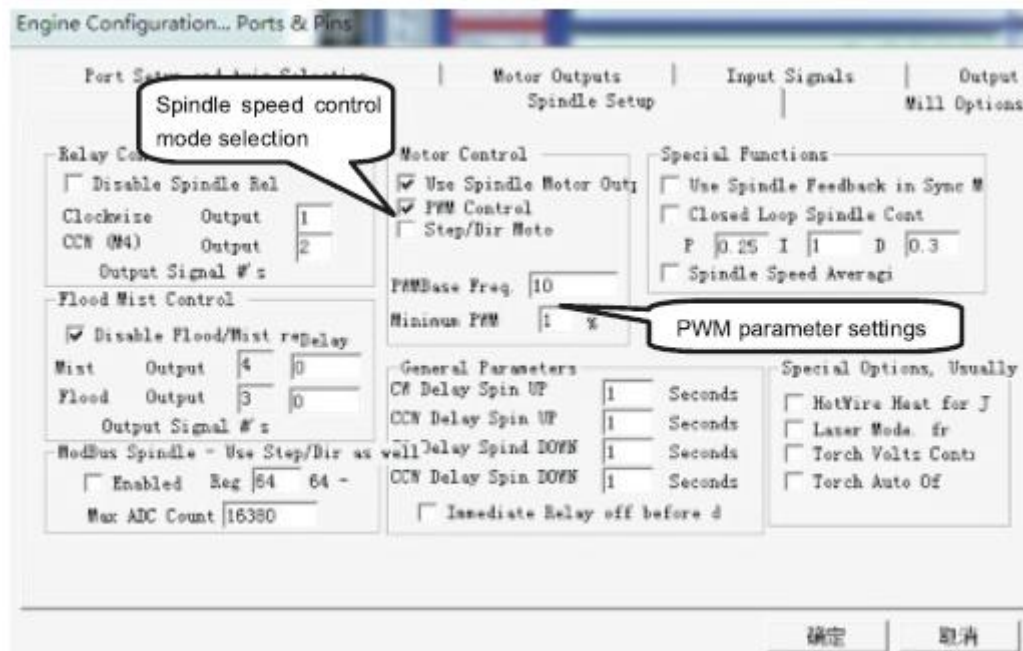 Engine Configuration... Ports & Pins
Motor Outputs
Input Signals
Output
Spindle Setup
Mill Options
Spindle speed control
mode selection
Relay Co
Disable Spindle Rel
Clockwise Output 1
CCW (M4) Output 2
Output Signal #'s
Flood Mist Control
Disable Flood/Mist re Delay
Mist Output 4 0
Flood Output 3 0
Output Signal #'s
ModBus Spindle - Use Step/Dir as well
Enabled Reg 64 64 -
Max ADC Count 16380
Motor Control
Use Spindle Motor Outp
PWM Control
Step/Dir Moto
PWMBase Freq. 10
Minimum PWM 1 %
PWM parameter settings
General Parameters
CW Delay Spin UP 1 Seconds
CCW Delay Spin UP 1 Seconds
Delay Spind DOWN 1 Seconds
CCW Delay Spin DOWN 1 Seconds
Immediate Relay off before d
Special Functions
Use Spindle Feedback in Sync M
Closed Loop Spindle Cont
P 0.25 I 1 D 0.3
Spindle Speed Averagi
Special Options, Usually
HotWire Heat for J
Laser Mode. fr
Torch Volts Cont
Torch Auto Of
确定
取消